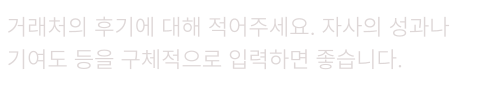 거래처의 후기에 대해 적어주세요. 자사의 성과나
기여도 등을 구체적으로 입력하면 좋습니다.